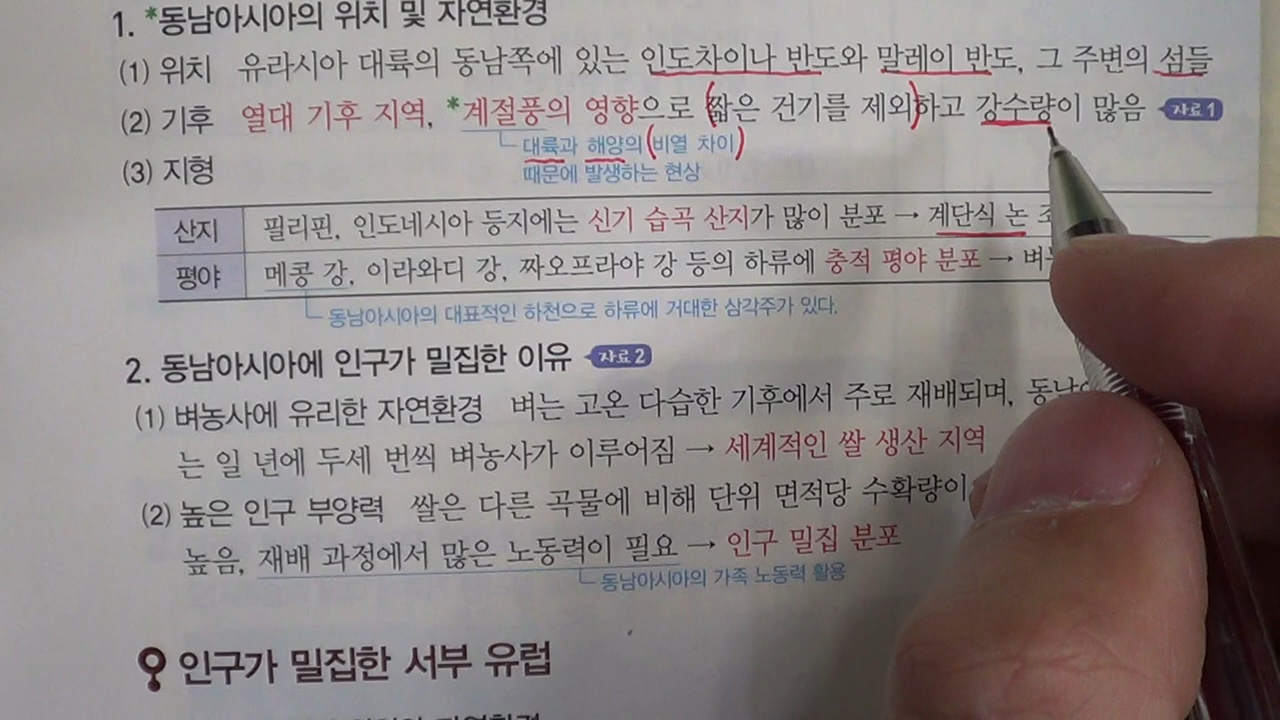 1. *동남아시아의 위치 및 자연환경
(1) 위치 유라시아 대륙의 동남쪽에 있는 인도차이나 반도와 말레이 반도, 그 주변의 섬들
(2) 기후 열대 기후 지역, *계절풍의 영향으로 (짧은 건기를 제외)하고 강수량이 많음 자료1
대륙과 해양의 (비열 차이)
때문에 발생하는 현상
(3) 지형
산지 필리핀, 인도네시아 등지에는 신기 습곡 산지가 많이 분포 → 계단식 논
평야 메콩 강, 이라와디 강, 짜오프라야 강 등의 하류에 충적 평야 분포 →
동남아시아의 대표적인 하천으로 하류에 거대한 삼각주가 있다.
2. 동남아시아에 인구가 밀집한 이유 자료2
(1) 벼농사에 유리한 자연환경 벼는 고온 다습한 기후에서 주로 재배되며,
는 일 년에 두세 번씩 벼농사가 이루어짐 → 세계적인 쌀 생산 지역
(2) 높은 인구 부양력 쌀은 다른 곡물에 비해 단위 면적당 수확량이
높음, 재배 과정에서 많은 노동력이 필요 → 인구 밀집 분포
동남아시아의 가족 노동력 활용
인구가 밀집한 서부 유럽